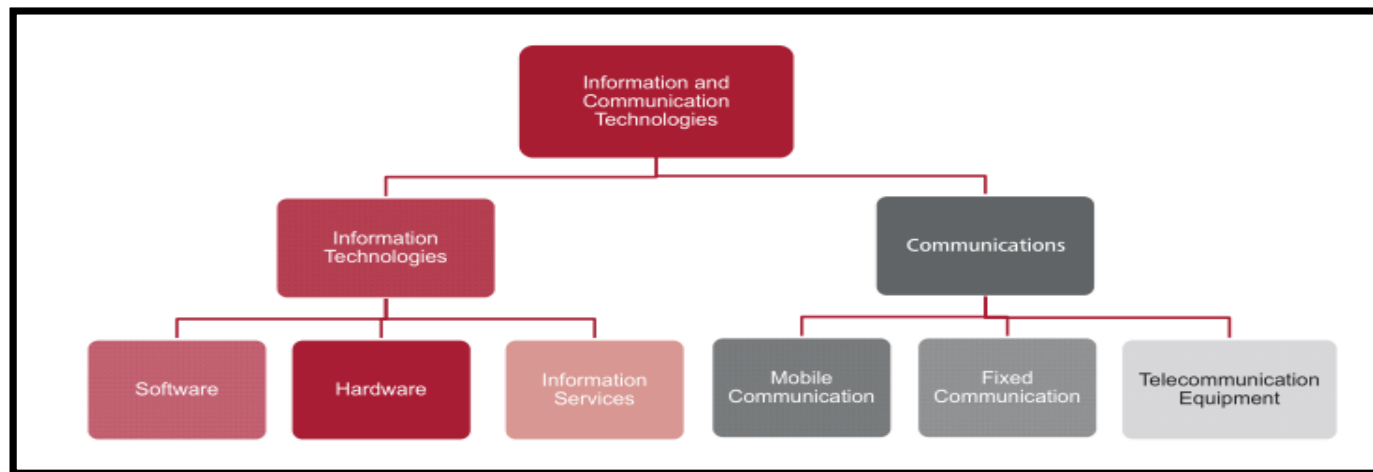 Information and
Communication
Technologies
Information
Technologies
Communications
Software
Hardware
Information
Services
Mobile
Communication
Fixed
Communication
Telecommunication
Equipment